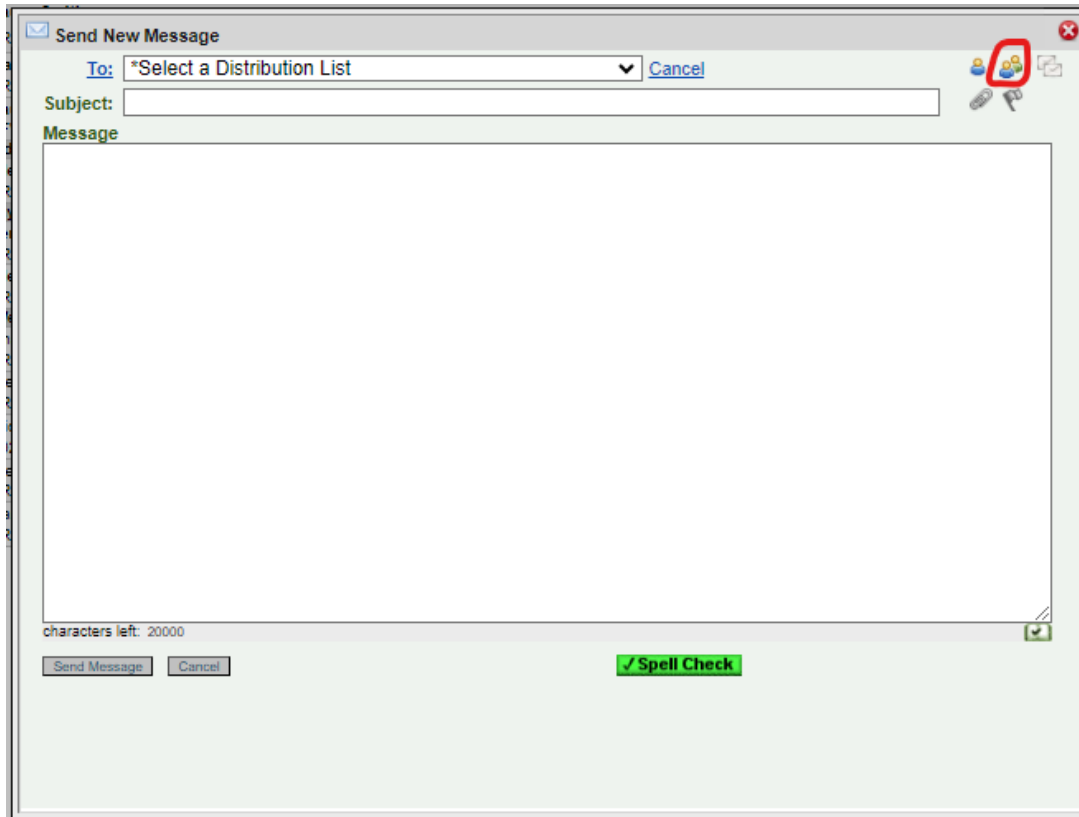 Send New Message
To: *Select a Distribution List Cancel
Subject:
Message
characters left: 20000
Send Message Cancel ✓Spell Check